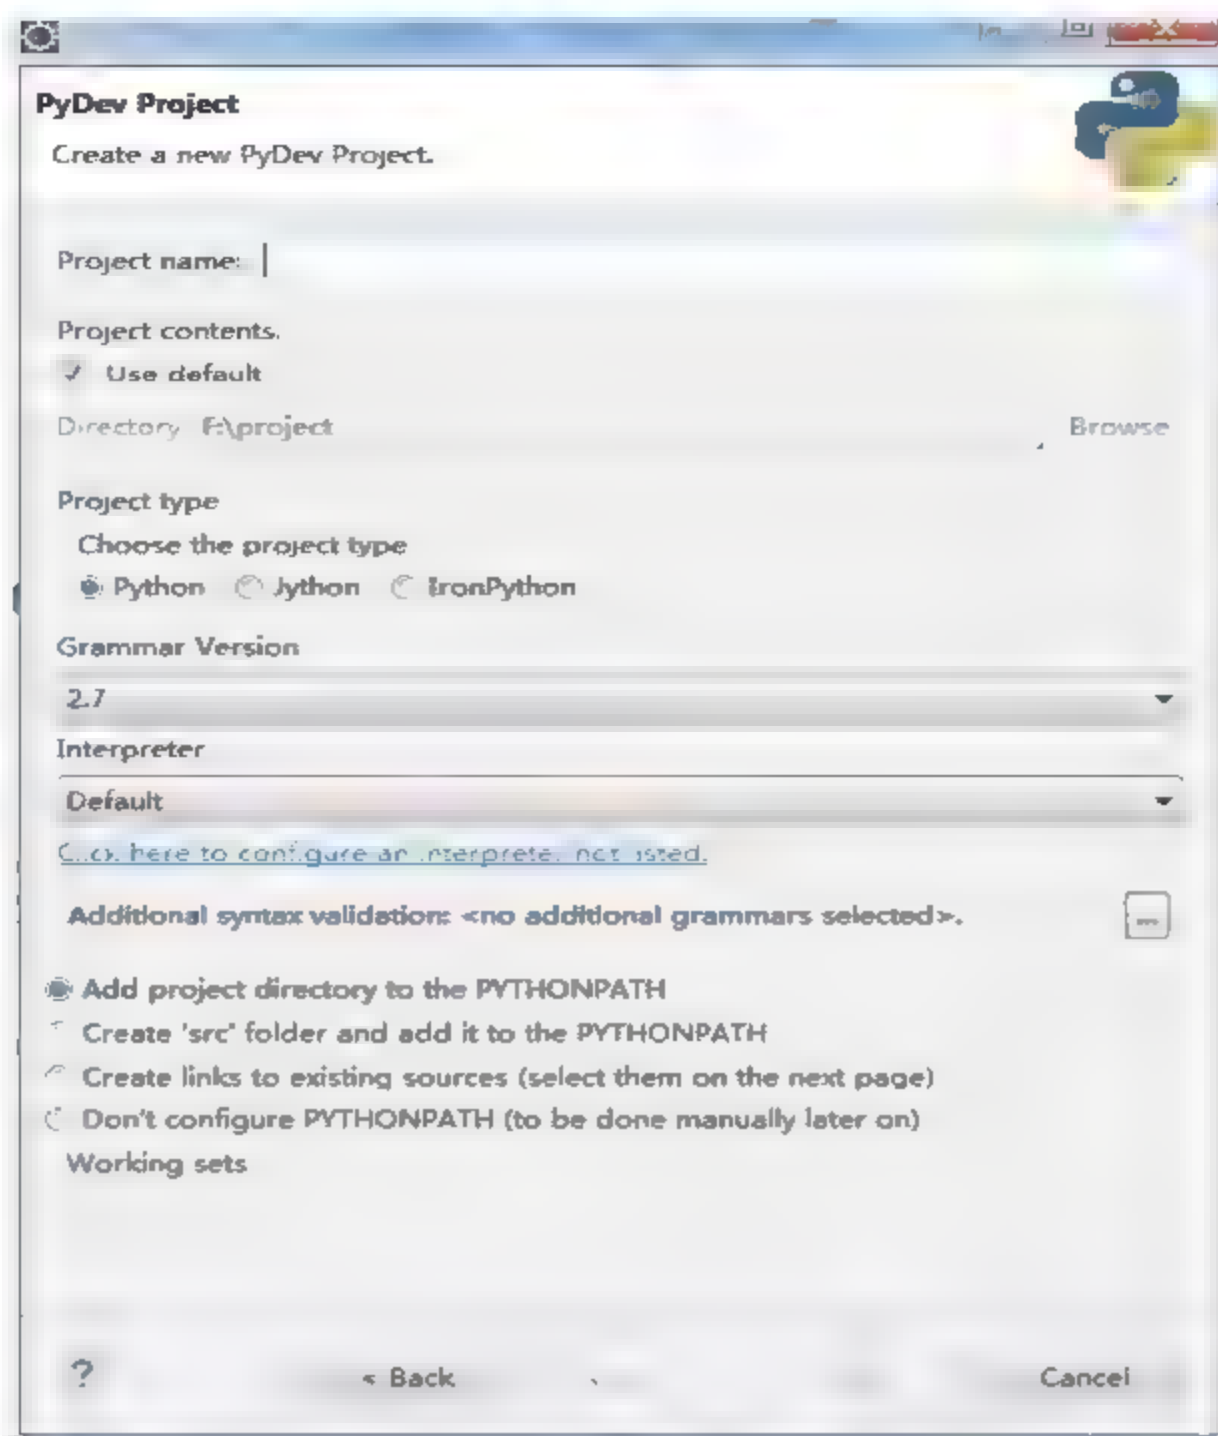 PyDev Project
Create a new PyDev Project.
Project name:
Project contents.
Use default
Directory F:\project Browse
Project type
Choose the project type
Python Jython IronPython
Grammar Version
2.7
Interpreter
Default
Click here to configure an interpreter not listed.
Additional syntax validation: <no additional grammars selected>.
Add project directory to the PYTHONPATH
Create 'src' folder and add it to the PYTHONPATH
Create links to existing sources (select them on the next page)
Don't configure PYTHONPATH (to be done manually later on)
Working sets
? < Back Cancel